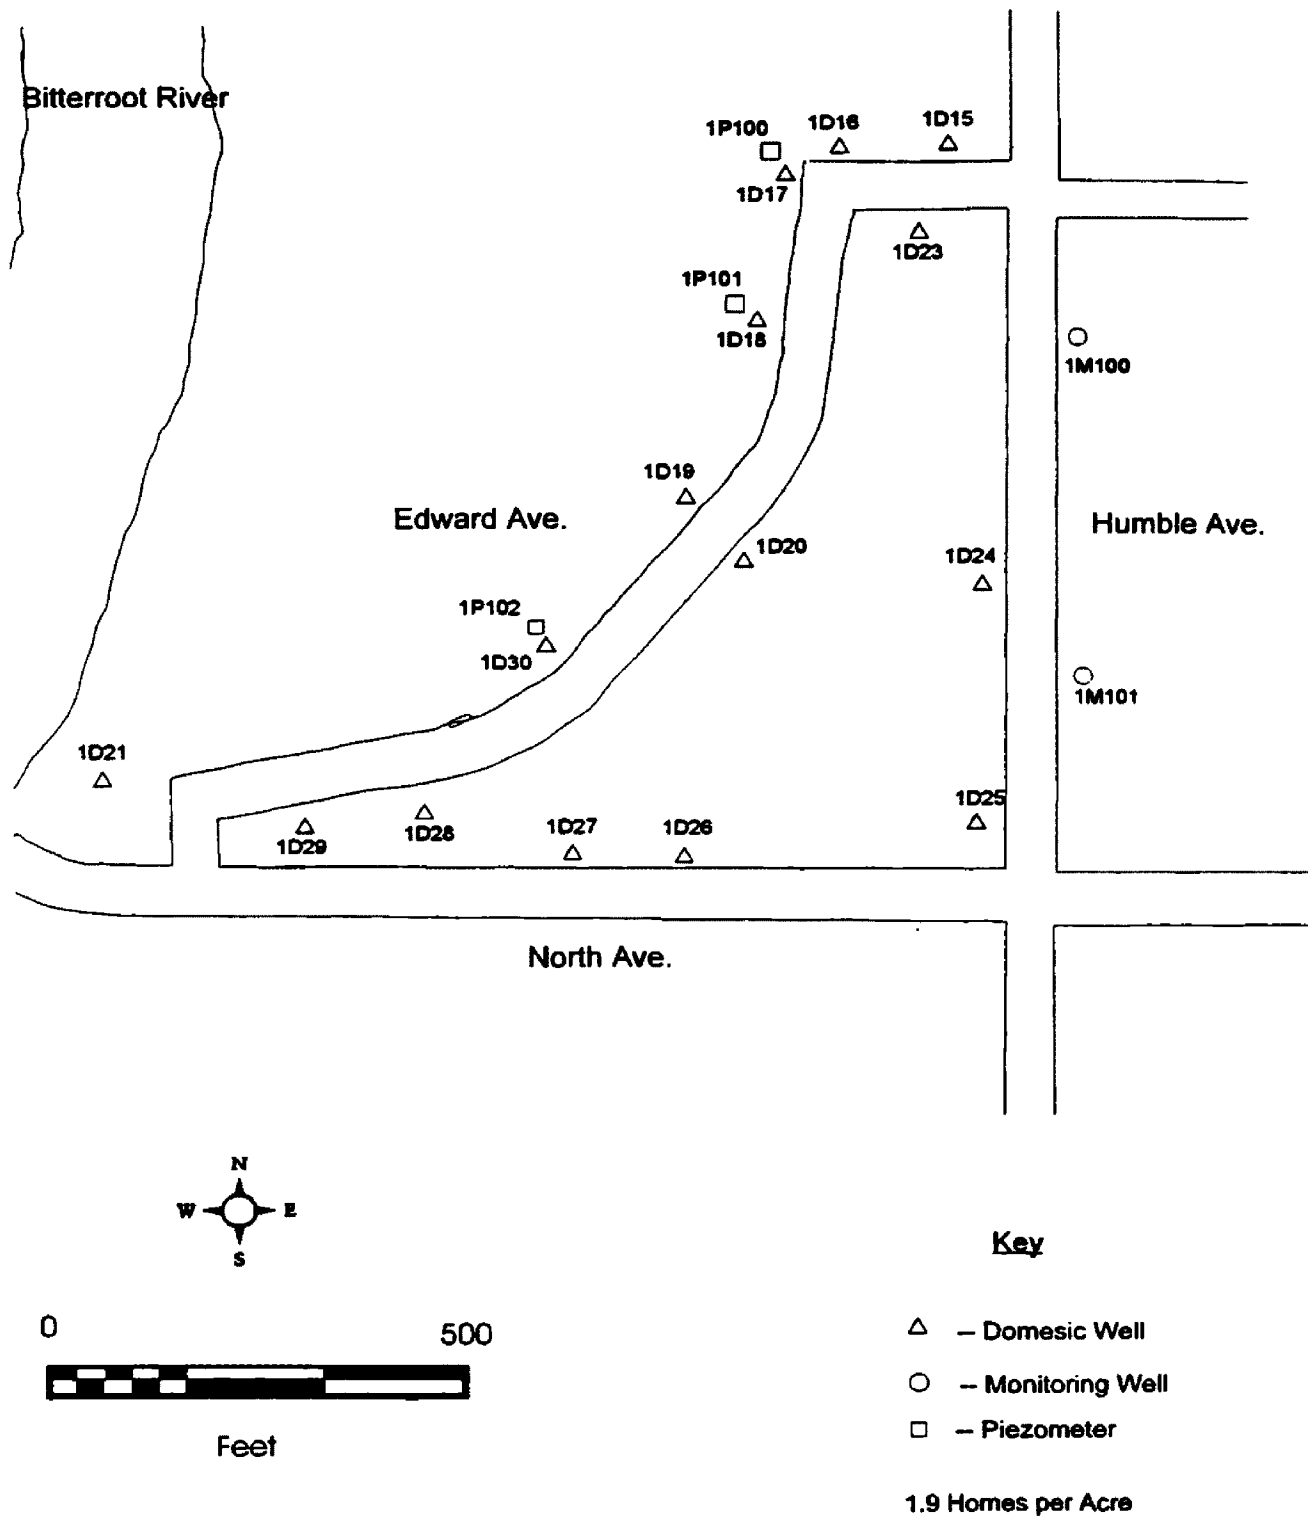 Bitterroot River
1P100
1D16
1D15
1D17
1D23
1P101
1D18
1M100
1D19
Edward Ave.
Humble Ave.
1D20
1D24
1P102
1D30
1M101
1D21
1D25
1D29
1D28
1D27
1D26
North Ave.
N
W E
S
Key
0 500
Feet
– Domesic Well
– Monitoring Well
– Piezometer
1.9 Homes per Acre